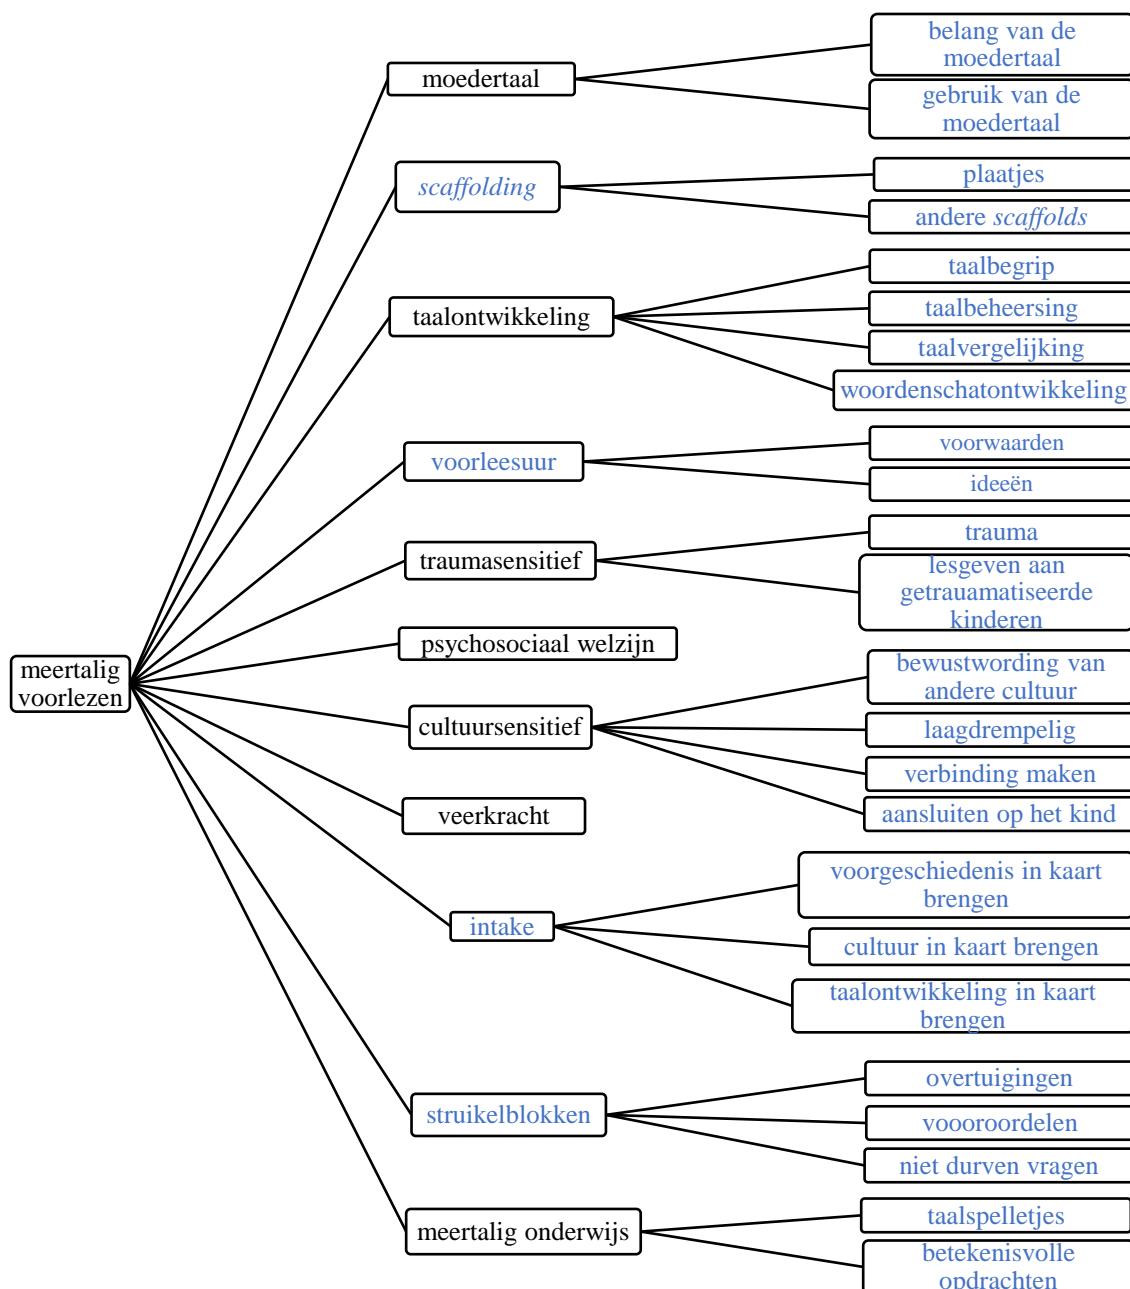 belang van de
moedertaal
moedertaal
gebruik van de
moedertaal
scaffolding
plaatjes
andere scaffolds
taalontwikkeling
taalbegrip
taalbeheersing
taalvergelijking
woordenschatontwikkeling
voorleesuur
voorwaarden
ideeën
traumasensitief
trauma
lesgeven aan
getrauamatiseerde
kinderen
psychosociaal welzijn
meertalig
voorlezen
cultuursensitief
bewustwording van
andere cultuur
laagdrempelig
verbinding maken
aansluiten op het kind
veerkracht
intake
voorgeschiedenis in kaart
brengen
cultuur in kaart brengen
taalontwikkeling in kaart
brengen
struikelblokken
overtuigingen
voooroordelen
niet durven vragen
meertalig onderwijs
taalspelletjes
betekenisvolle
opdrachten